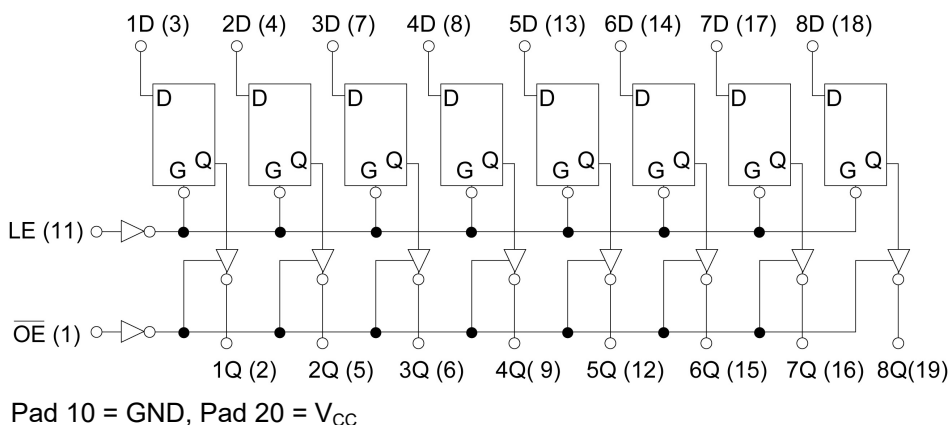 1D (3) 2D (4) 3D (7) 4D (8) 5D (13) 6D (14) 7D (17) 8D (18)
D D D D D D D D
Q Q Q Q Q Q Q Q
G G G G G G G G
LE (11)
OE (1)
1Q (2) 2Q (5) 3Q (6) 4Q( 9) 5Q (12) 6Q (15) 7Q (16) 8Q(19)
Pad 10 = GND, Pad 20 = VCC